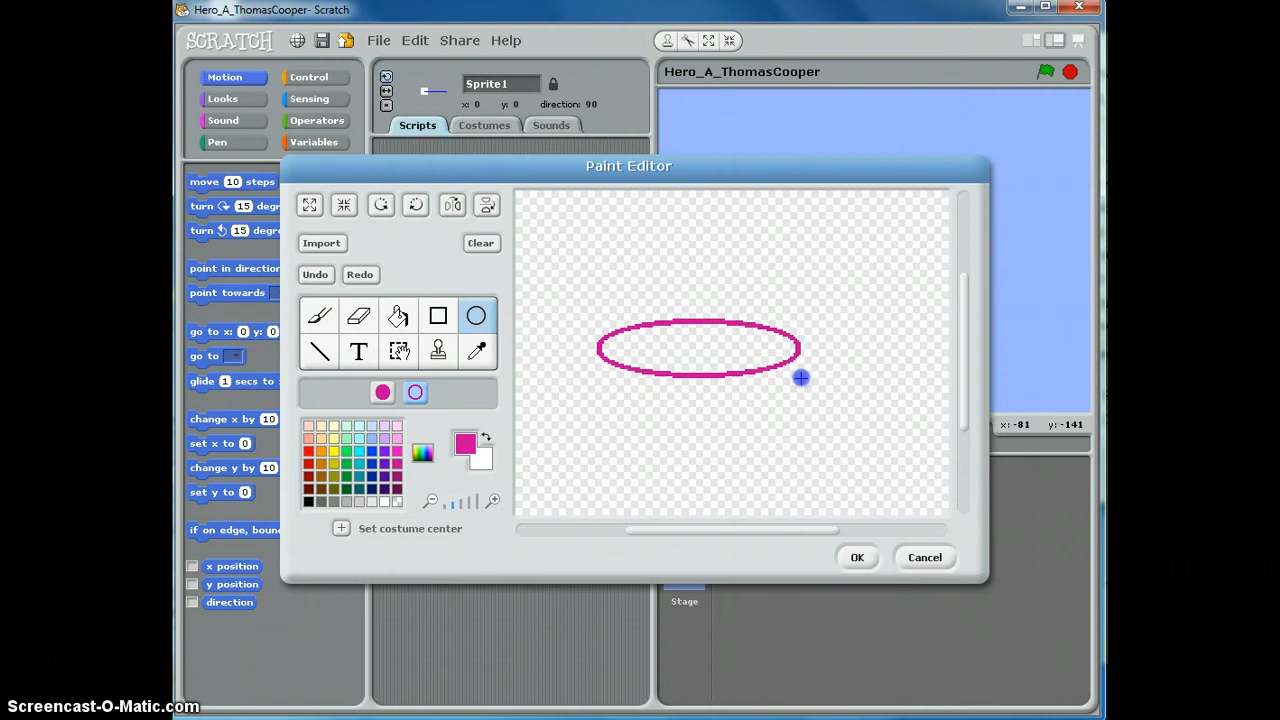 Hero_A_ThomasCooper- Scratch
SCRATCH File Edit Share Help
Motion Control
Looks Sensing
Sound Operators
Pen Variables
Sprite1
x: 0 y: 0 direction: 90
Scripts Costumes Sounds
Hero_A_ThomasCooper
Paint Editor
move 10 steps
turn 15 degr
turn 15 degr
point in direction
point towards
go to x: 0 y: 0
go to
glide 1 secs to x
change x by 10
set x to 0
change y by 10
set y to 0
if on edge, boun
x position
y position
direction
Import Clear
Undo Redo
T
Set costume center
OK Cancel
x: -81 y: -141
Stage
Screencast-O-Matic.com